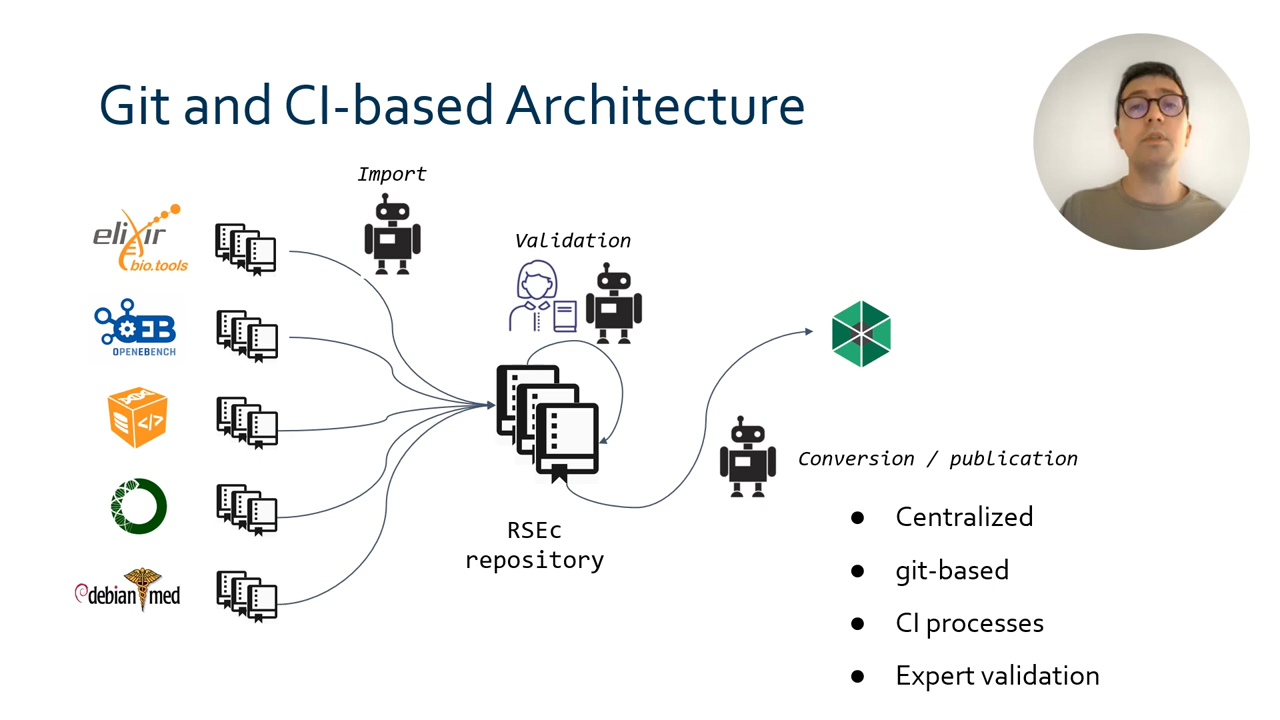 Git and CI-based Architecture
Import
Validation
elixir
bio.tools
OEB
OPENEBENCH
</>
debian med
RSEc
repository
Conversion / publication
● Centralized
● git-based
● CI processes
● Expert validation